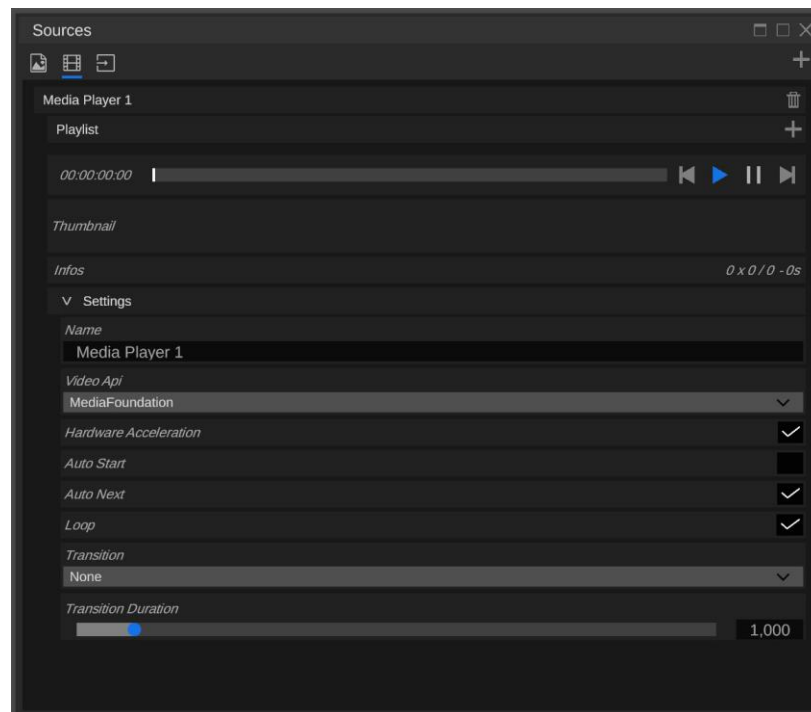 Sources
Media Player 1
Playlist
00:00:00:00
Thumbnail
Infos 0 x 0 / 0 - 0s
Settings
Name
Media Player 1
Video Api
MediaFoundation
Hardware Acceleration
Auto Start
Auto Next
Loop
Transition
None
Transition Duration
1,000